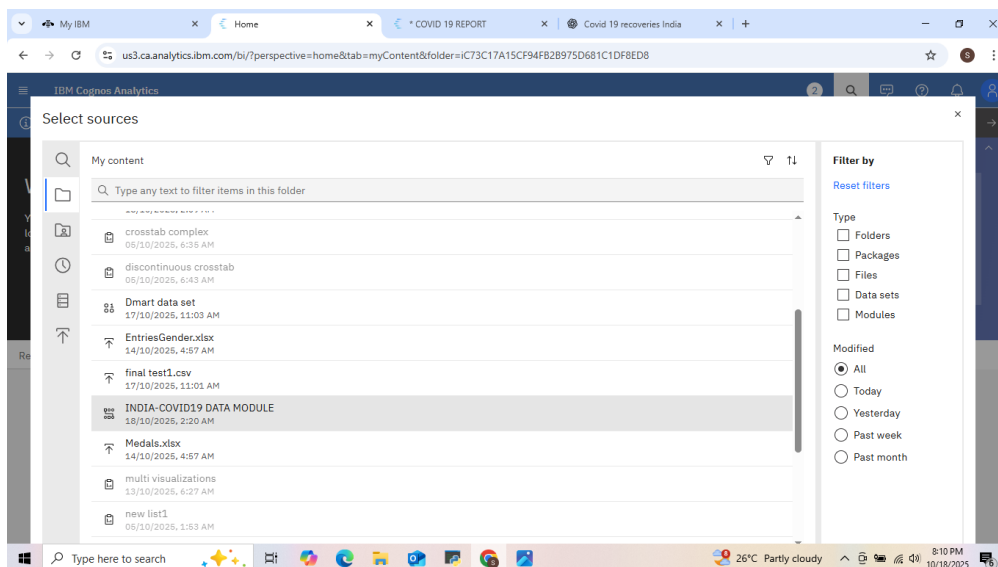 My IBM
Home
* COVID 19 REPORT
Covid 19 recoveries India
us3.ca.analytics.ibm.com/bi/?perspective=home&tab=myContent&folder=iC73C17A15CF94FB2B975D681C1DF8ED8
S
IBM Cognos Analytics
2
Select sources
My content
Type any text to filter items in this folder
crosstab complex
05/10/2025, 6:35 AM
discontinuous crosstab
05/10/2025, 6:43 AM
Dmart data set
17/10/2025, 11:03 AM
EntriesGender.xlsx
14/10/2025, 4:57 AM
final test1.csv
17/10/2025, 11:01 AM
INDIA-COVID19 DATA MODULE
18/10/2025, 2:20 AM
Medals.xlsx
14/10/2025, 4:57 AM
multi visualizations
13/10/2025, 6:27 AM
new list1
05/10/2025, 1:53 AM
Filter by
Reset filters
Type
Folders
Packages
Files
Data sets
Modules
Modified
All
Today
Yesterday
Past week
Past month
Re
Type here to search
26°C Partly cloudy
8:10 PM
10/18/2025
6